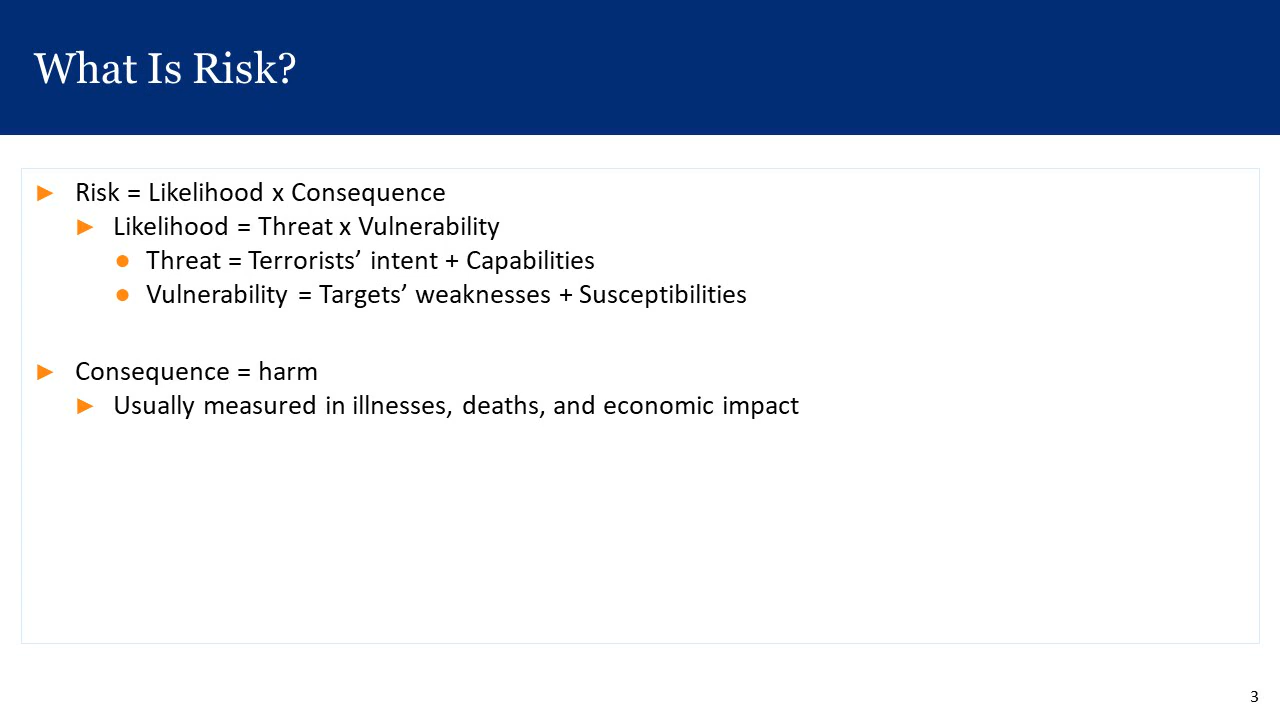 What Is Risk?
Risk = Likelihood x Consequence
Likelihood = Threat x Vulnerability
Threat = Terrorists’ intent + Capabilities
Vulnerability = Targets’ weaknesses + Susceptibilities
Consequence = harm
Usually measured in illnesses, deaths, and economic impact
3